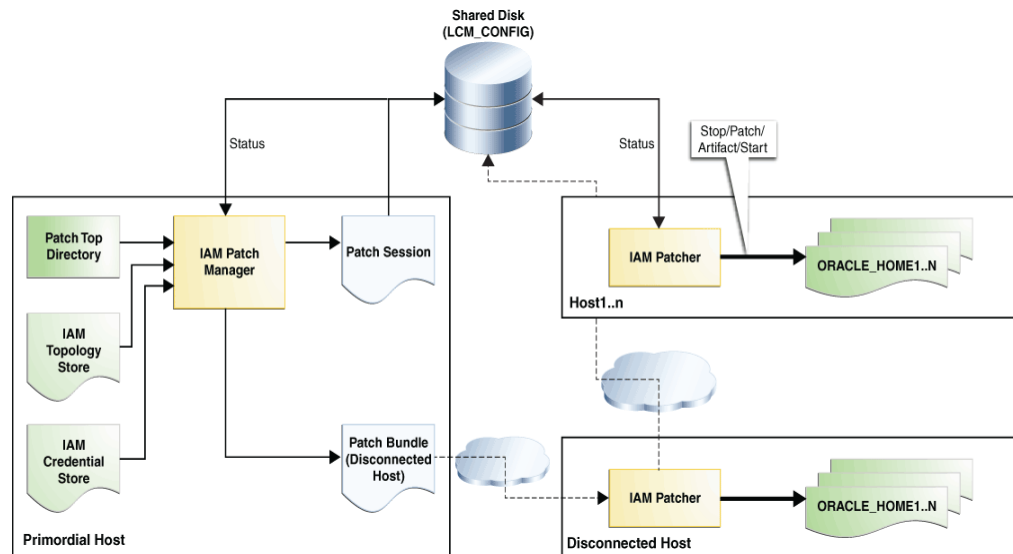 Shared Disk
(LCM_CONFIG)
Status
Status
Stop/Patch/
Artifact/Start
Patch Top
Directory
IAM Patch
Manager
Patch Session
IAM Patcher
ORACLE_HOME1..N
Host1..n
IAM
Topology
Store
IAM
Credential
Store
Patch Bundle
(Disconnected
Host)
Primordial Host
IAM Patcher
ORACLE_HOME1..N
Disconnected Host